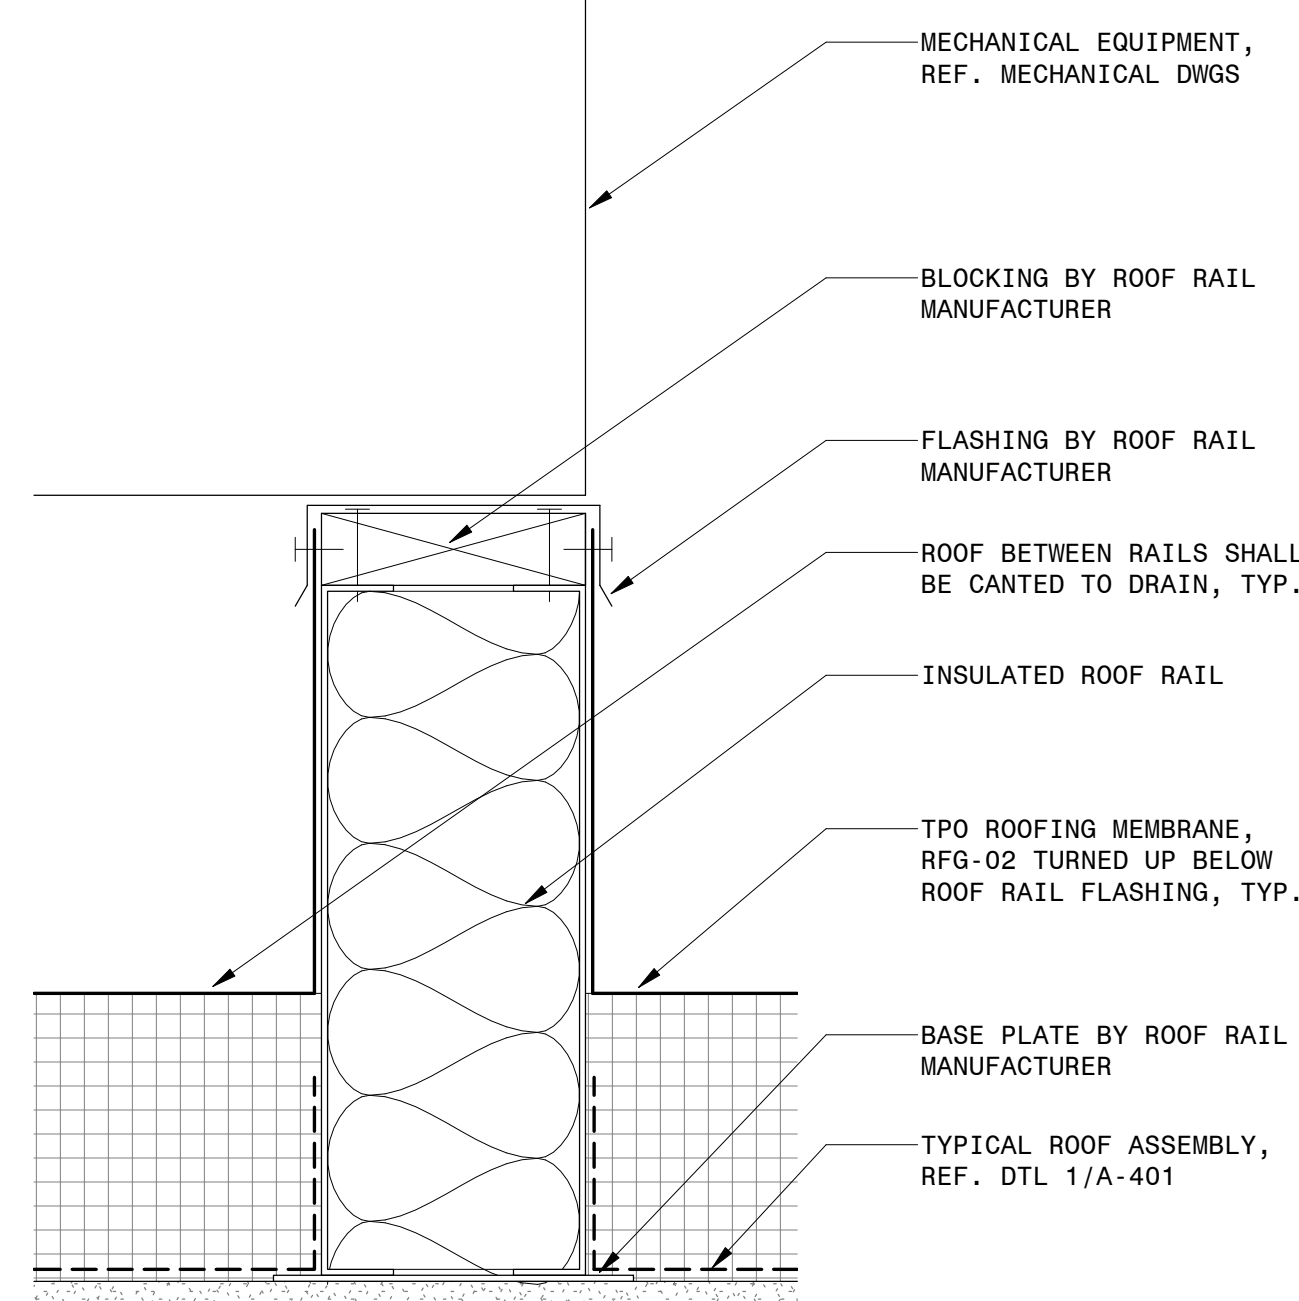 MECHANICAL EQUIPMENT,
REF. MECHANICAL DWGS
BLOCKING BY ROOF RAIL
MANUFACTURER
FLASHING BY ROOF RAIL
MANUFACTURER
ROOF BETWEEN RAILS SHALL
BE CANTED TO DRAIN, TYP.
INSULATED ROOF RAIL
TPO ROOFING MEMBRANE,
RFG-02 TURNED UP BELOW
ROOF RAIL FLASHING, TYP.
BASE PLATE BY ROOF RAIL
MANUFACTURER
TYPICAL ROOF ASSEMBLY,
REF. DTL 1/A-401